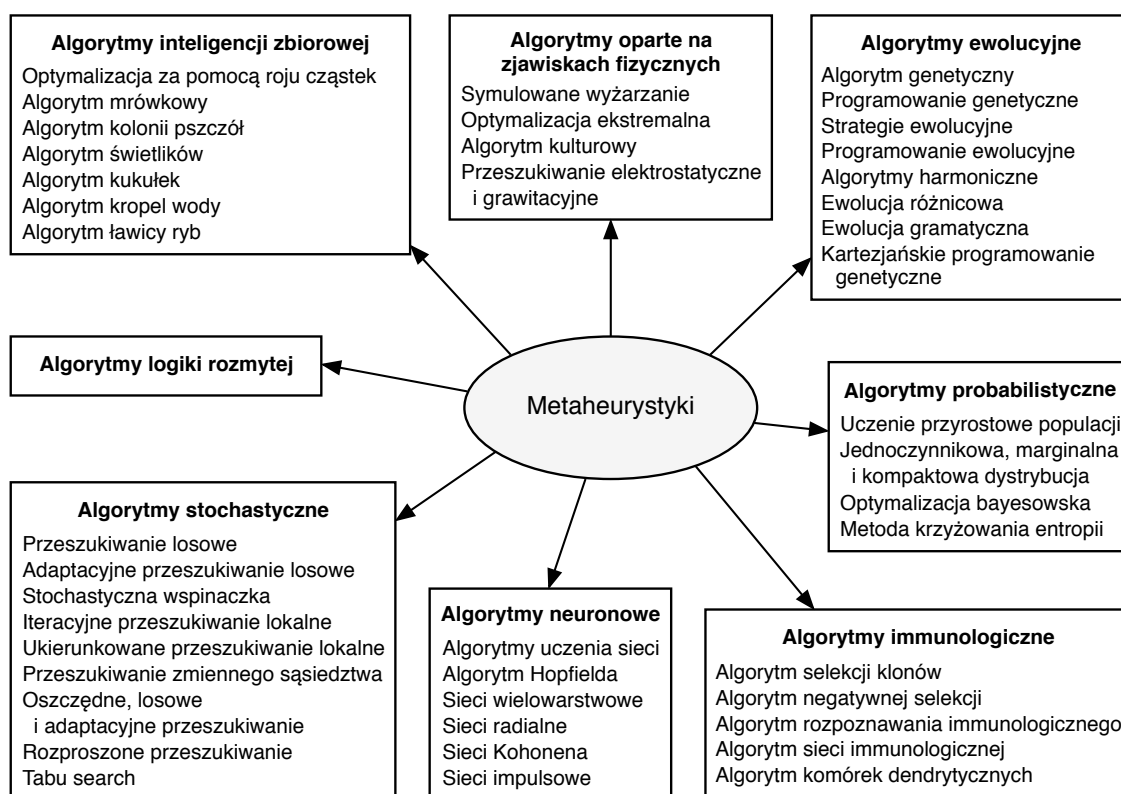 Algorytmy inteligencji zbiorowej
Optymalizacja za pomocą roju cząstek
Algorytm mrówkowy
Algorytm kolonii pszczół
Algorytm świetlików
Algorytm kukułek
Algorytm kropel wody
Algorytm ławicy ryb
Algorytmy oparte na
zjawiskach fizycznych
Symulowane wyżarzanie
Optymalizacja ekstremalna
Algorytm kulturowy
Przeszukiwanie elektrostatyczne
i grawitacyjne
Algorytmy ewolucyjne
Algorytm genetyczny
Programowanie genetyczne
Strategie ewolucyjne
Programowanie ewolucyjne
Algorytmy harmoniczne
Ewolucja różnicowa
Ewolucja gramatyczna
Kartezjańskie programowanie
genetyczne
Algorytmy logiki rozmytej
Metaheurystyki
Algorytmy probabilistyczne
Uczenie przyrostowe populacji
Jednoczynnikowa, marginalna
i kompaktowa dystrybucja
Optymalizacja bayesowska
Metoda krzyżowania entropii
Algorytmy stochastyczne
Przeszukiwanie losowe
Adaptacyjne przeszukiwanie losowe
Stochastyczna wspinaczka
Iteracyjne przeszukiwanie lokalne
Ukierunkowane przeszukiwanie lokalne
Przeszukiwanie zmiennego sąsiedztwa
Oszczędne, losowe
i adaptacyjne przeszukiwanie
Rozproszone przeszukiwanie
Tabu search
Algorytmy neuronowe
Algorytmy uczenia sieci
Algorytm Hopfielda
Sieci wielowarstwowe
Sieci radialne
Sieci Kohonena
Sieci impulsowe
Algorytmy immunologiczne
Algorytm selekcji klonów
Algorytm negatywnej selekcji
Algorytm rozpoznawania immunologicznego
Algorytm sieci immunologicznej
Algorytm komórek dendrytycznych